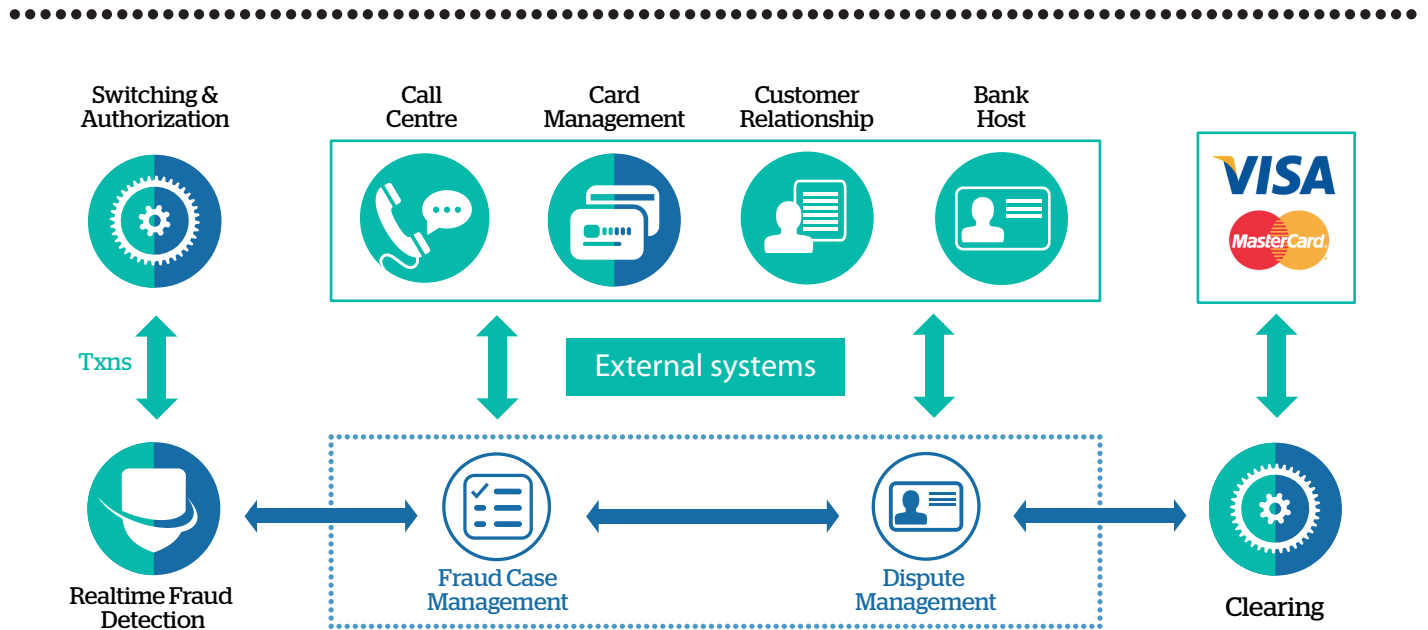 Switching &
Authorization
Call
Centre
Card
Management
Customer
Relationship
Bank
Host
VISA
MasterCard.
Txns
External systems
Realtime Fraud
Detection
Fraud Case
Management
Dispute
Management
Clearing